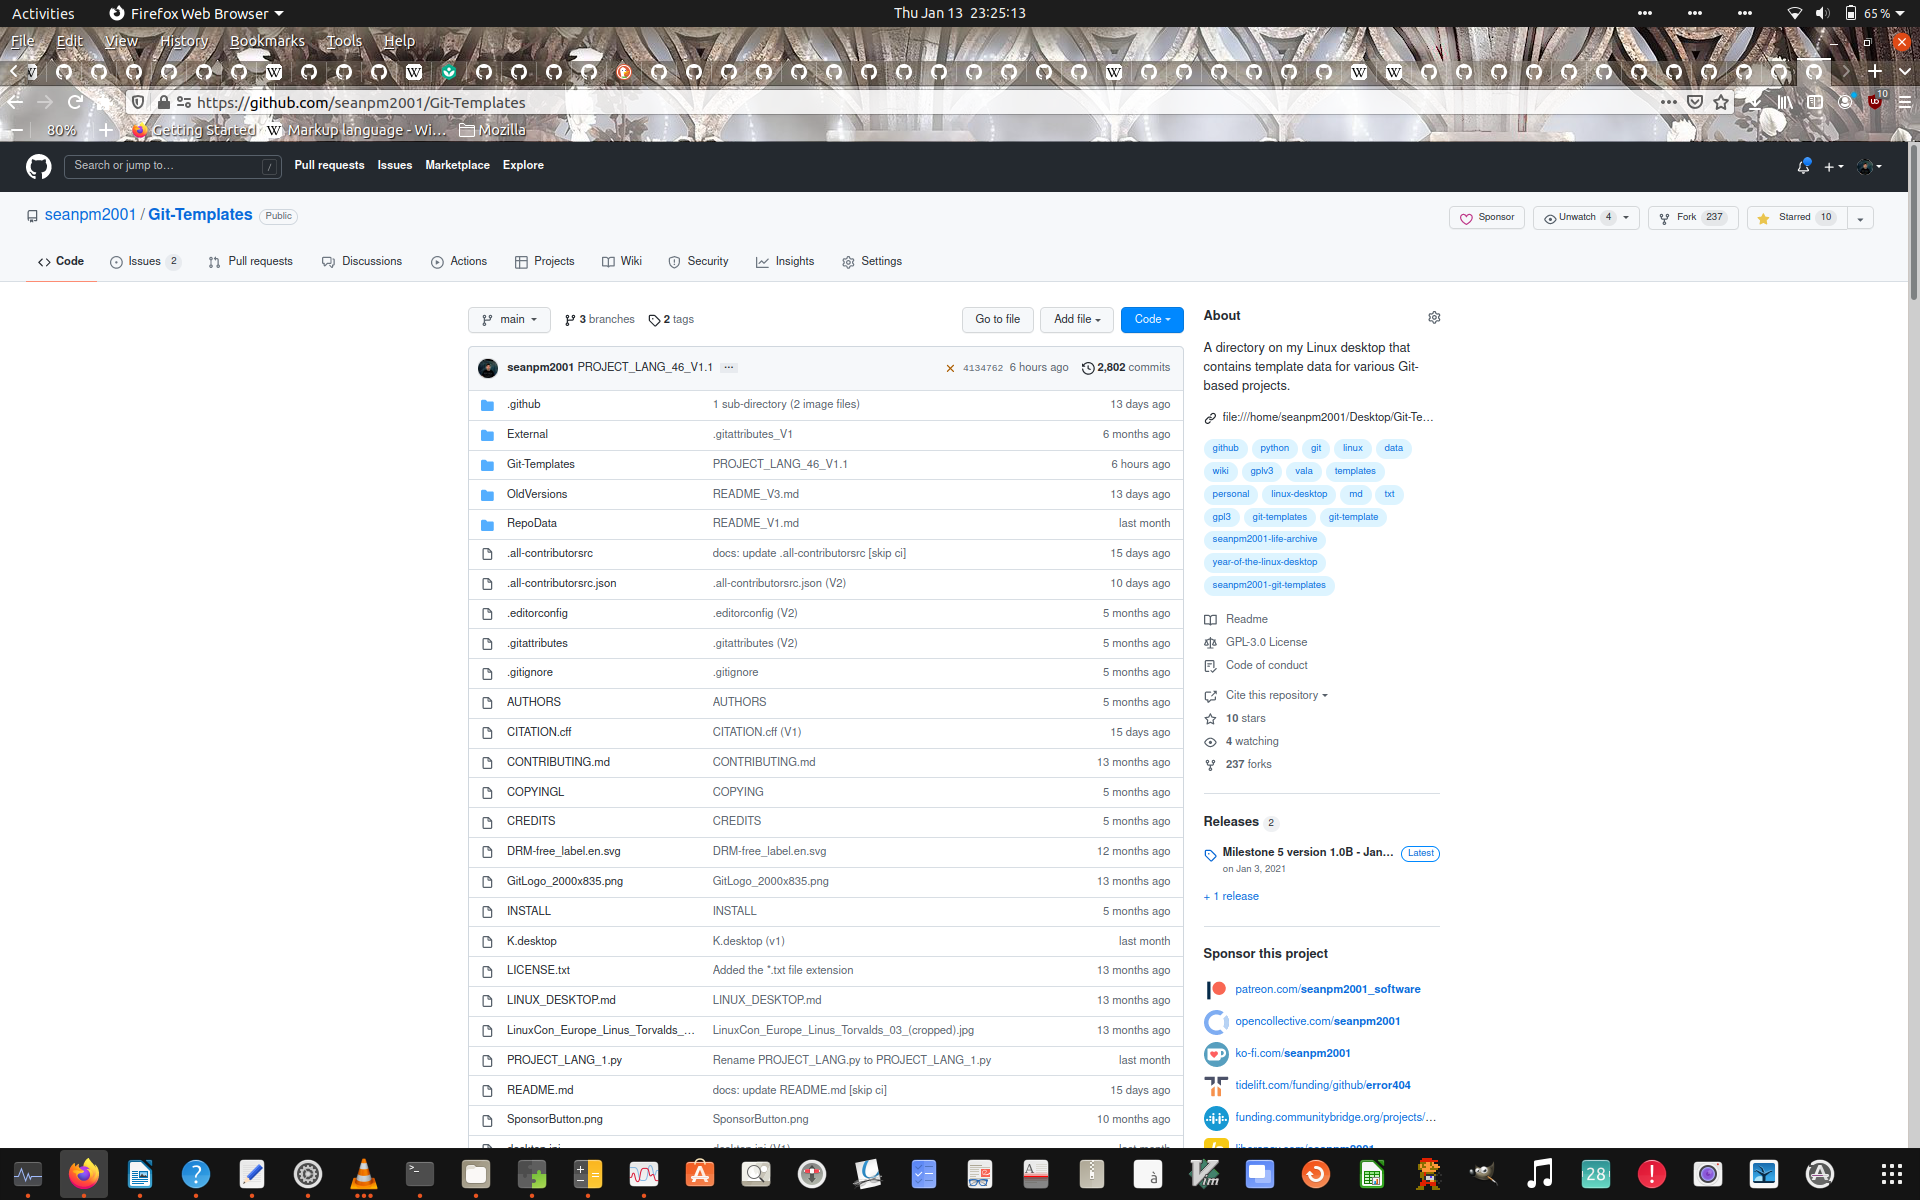 Activities Firefox Web Browser Thu Jan 13 23:25:13 65 %
File Edit View History Bookmarks Tools Help
https://github.com/seanpm2001/Git-Templates 10
80% Getting Started Markup language - Wi... Mozilla
Search or jump to... / Pull requests Issues Marketplace Explore
seanpm2001 / Git-Templates Public Sponsor Unwatch 4 Fork 237 Starred 10
Code Issues 2 Pull requests Discussions Actions Projects Wiki Security Insights Settings
main 3 branches 2 tags Go to file Add file Code
seanpm2001 PROJECT_LANG_46_V1.1 ... 4134762 6 hours ago 2,802 commits
.github 1 sub-directory (2 image files) 13 days ago
External .gitattributes_V1 6 months ago
Git-Templates PROJECT_LANG_46_V1.1 6 hours ago
OldVersions README_V3.md 13 days ago
RepoData README_V1.md last month
.all-contributorsrc docs: update .all-contributorsrc [skip ci] 15 days ago
.all-contributorsrc.json .all-contributorsrc.json (V2) 10 days ago
.editorconfig .editorconfig (V2) 5 months ago
.gitattributes .gitattributes (V2) 5 months ago
.gitignore .gitignore 5 months ago
AUTHORS AUTHORS 5 months ago
CITATION.cff CITATION.cff (V1) 15 days ago
CONTRIBUTING.md CONTRIBUTING.md 13 months ago
COPYINGL COPYING 5 months ago
CREDITS CREDITS 5 months ago
DRM-free_label.en.svg DRM-free_label.en.svg 12 months ago
GitLogo_2000x835.png GitLogo_2000x835.png 13 months ago
INSTALL INSTALL 5 months ago
K.desktop K.desktop (v1) last month
LICENSE.txt Added the *.txt file extension 13 months ago
LINUX_DESKTOP.md LINUX_DESKTOP.md 13 months ago
LinuxCon_Europe_Linus_Torvalds_... LinuxCon_Europe_Linus_Torvalds_03_(cropped).jpg 13 months ago
PROJECT_LANG_1.py Rename PROJECT_LANG.py to PROJECT_LANG_1.py last month
README.md docs: update README.md [skip ci] 15 days ago
SponsorButton.png SponsorButton.png 10 months ago
About
A directory on my Linux desktop that
contains template data for various Git-
based projects.
file:///home/seanpm2001/Desktop/Git-Te...
github python git linux data
wiki gplv3 vala templates
personal linux-desktop md txt
gpl3 git-templates git-template
seanpm2001-life-archive
year-of-the-linux-desktop
seanpm2001-git-templates
Readme
GPL-3.0 License
Code of conduct
Cite this repository
10 stars
4 watching
237 forks
Releases 2
Milestone 5 version 1.0B - Jan... Latest
on Jan 3, 2021
+ 1 release
Sponsor this project
patreon.com/seanpm2001_software
opencollective.com/seanpm2001
ko-fi.com/seanpm2001
tidelift.com/funding/github/error404
funding.communitybridge.org/projects/...
28